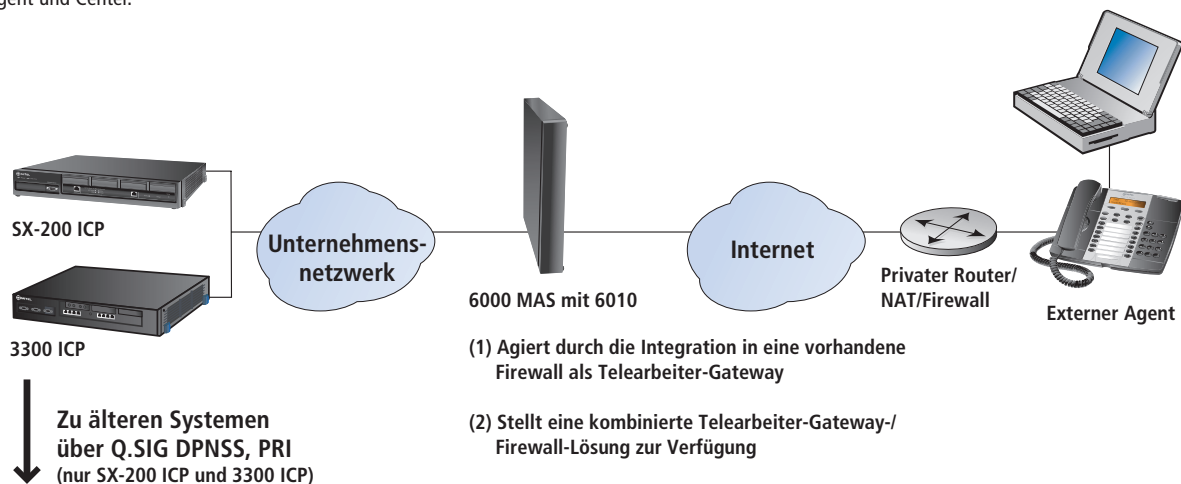 gent und Center.
SX-200 ICP
3300 ICP
Unternehmens-
netzwerk
6000 MAS mit 6010
Internet
Privater Router/
NAT/Firewall
Externer Agent
(1) Agiert durch die Integration in eine vorhandene
Firewall als Telearbeiter-Gateway
(2) Stellt eine kombinierte Telearbeiter-Gateway-/
Firewall-Lösung zur Verfügung
Zu älteren Systemen
über Q.SIG DPNSS, PRI
(nur SX-200 ICP und 3300 ICP)